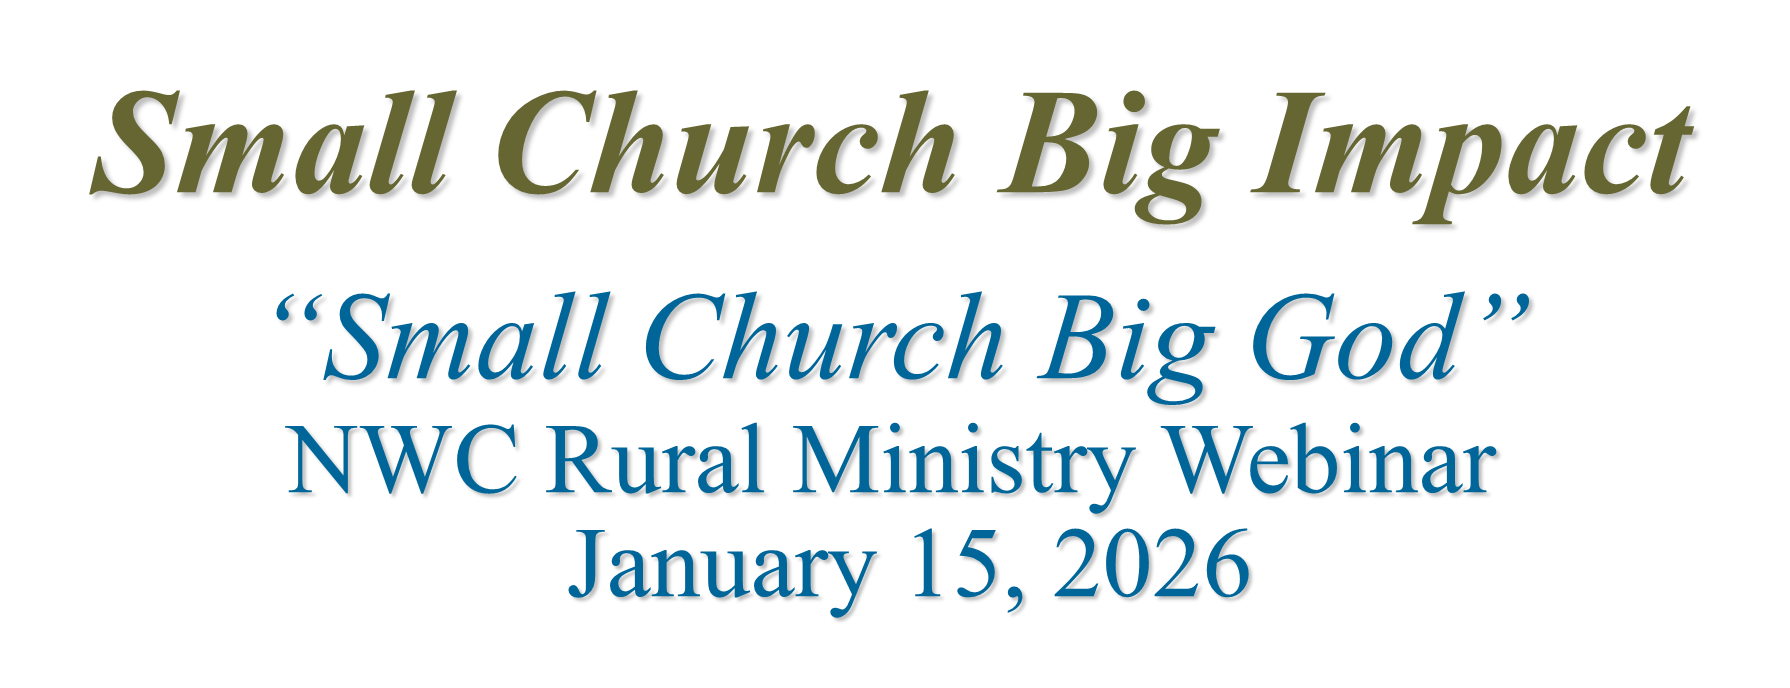 Small Church Big Impact
“Small Church Big God”
NWC Rural Ministry Webinar
January 15, 2026